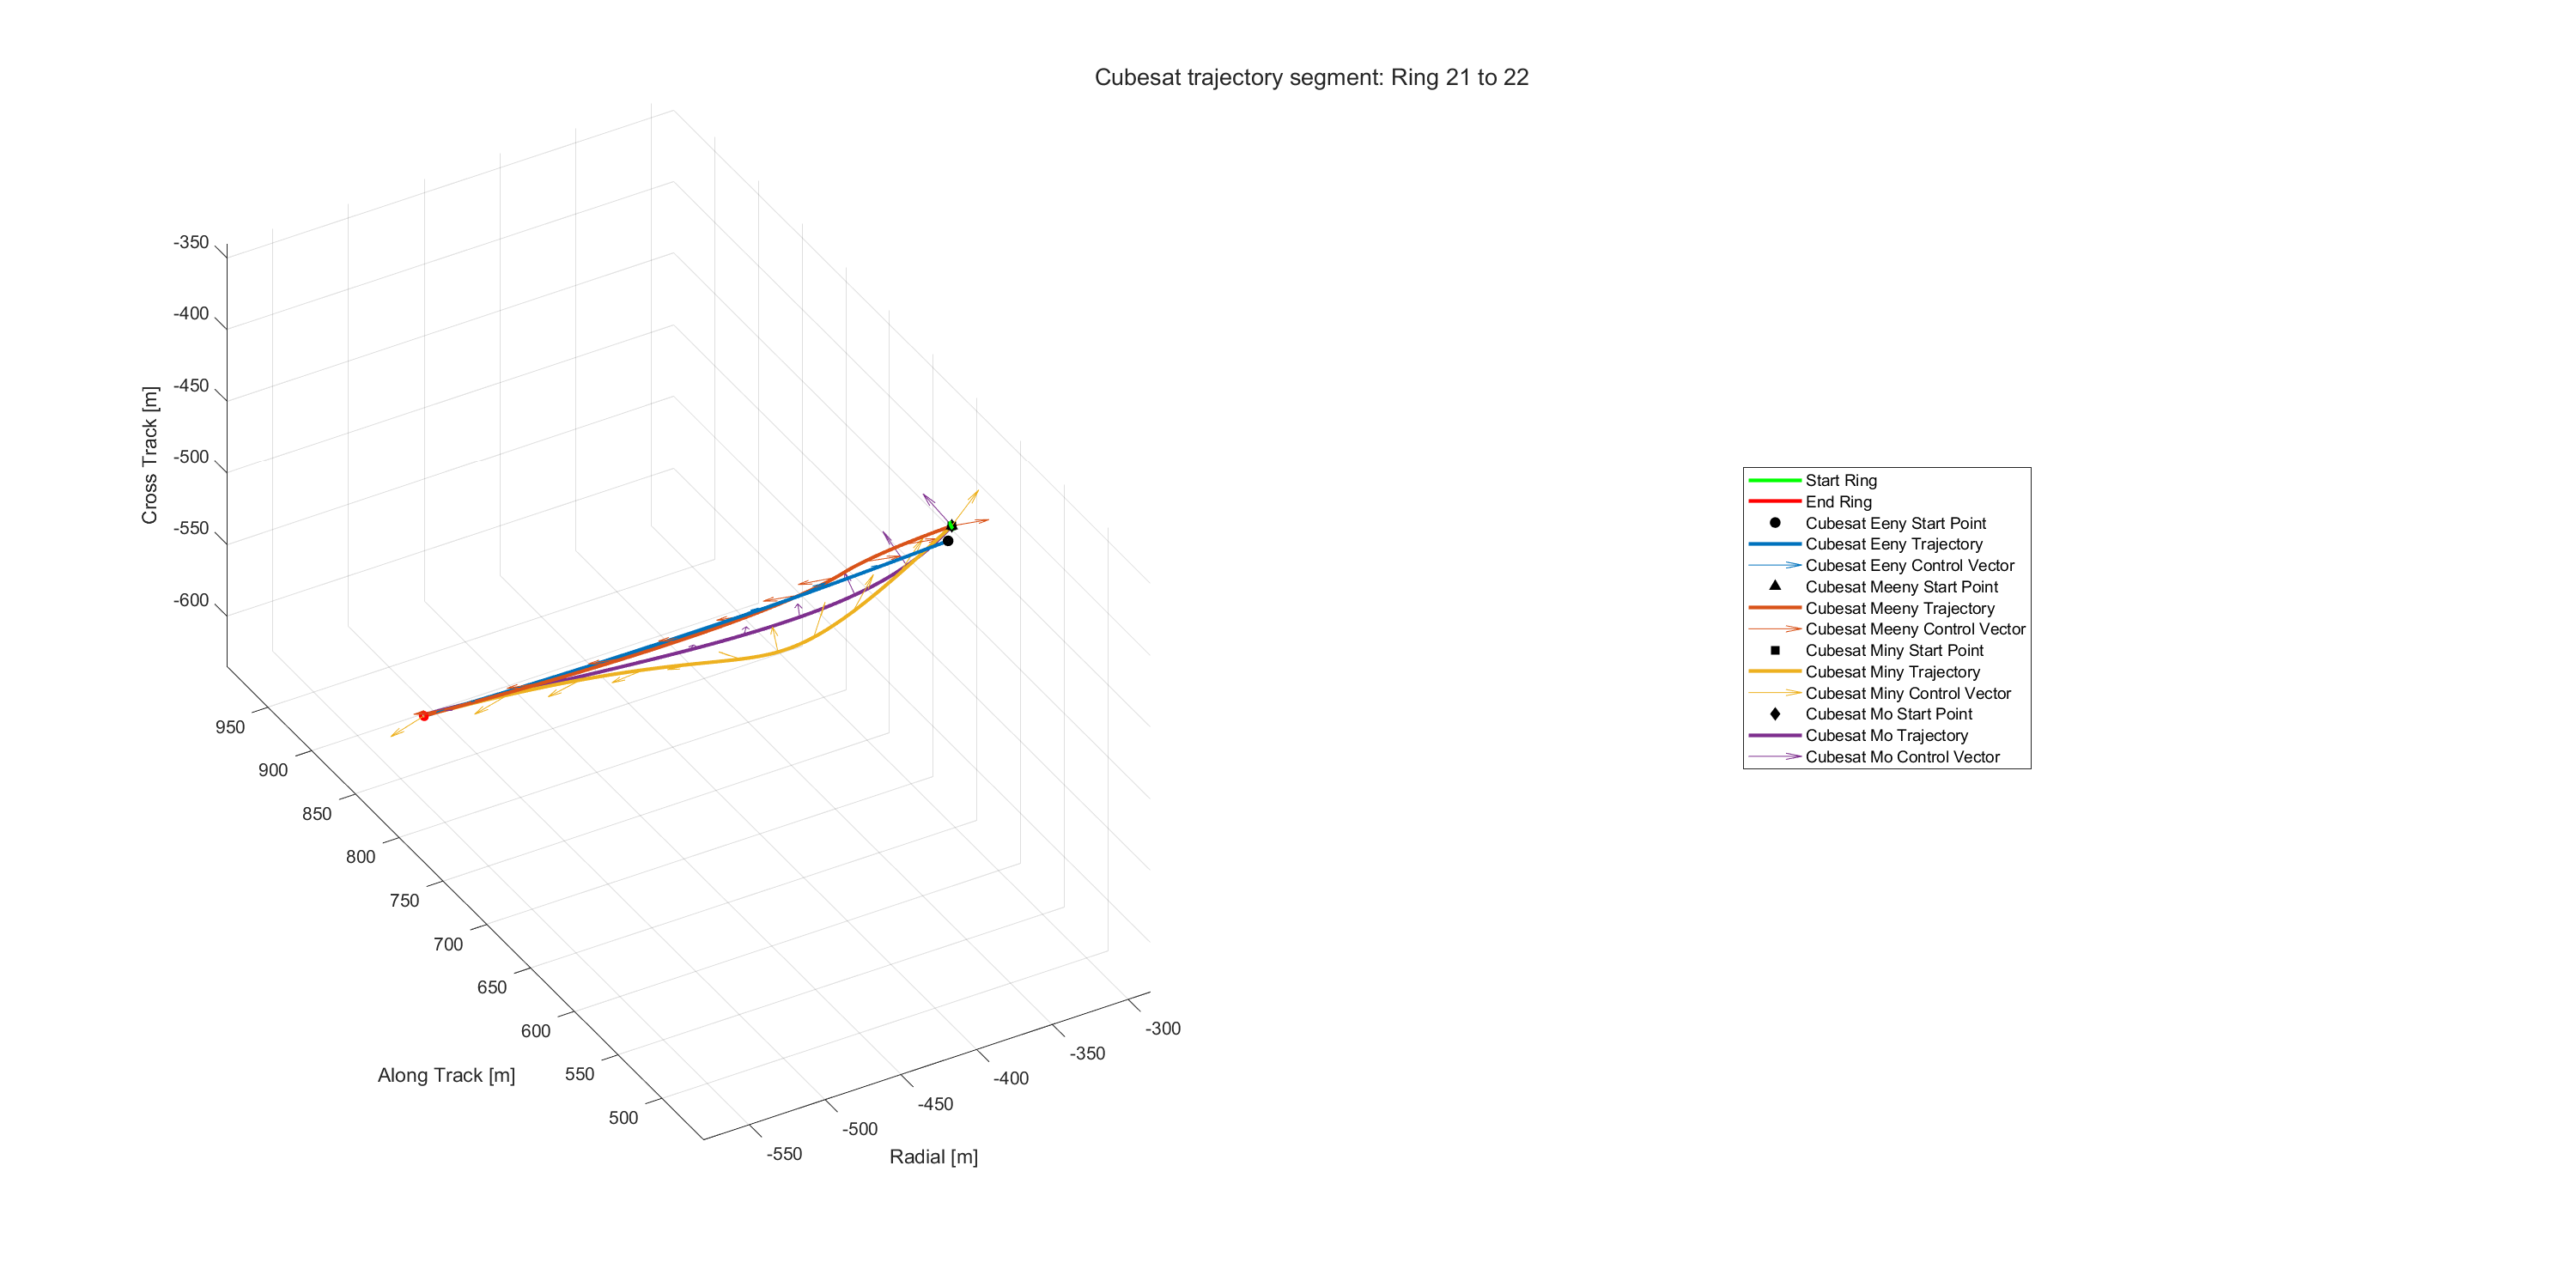 Cubesat trajectory segment: Ring 21 to 22
-350
-400
-450
-500
-550
-600
Cross Track [m]
950
900
850
800
750
700
650
600
550
500
Along Track [m]
-550
-500
-450
-400
-350
-300
Radial [m]
Start Ring
End Ring
Cubesat Eeny Start Point
Cubesat Eeny Trajectory
Cubesat Eeny Control Vector
Cubesat Meeny Start Point
Cubesat Meeny Trajectory
Cubesat Meeny Control Vector
Cubesat Miny Start Point
Cubesat Miny Trajectory
Cubesat Miny Control Vector
Cubesat Mo Start Point
Cubesat Mo Trajectory
Cubesat Mo Control Vector